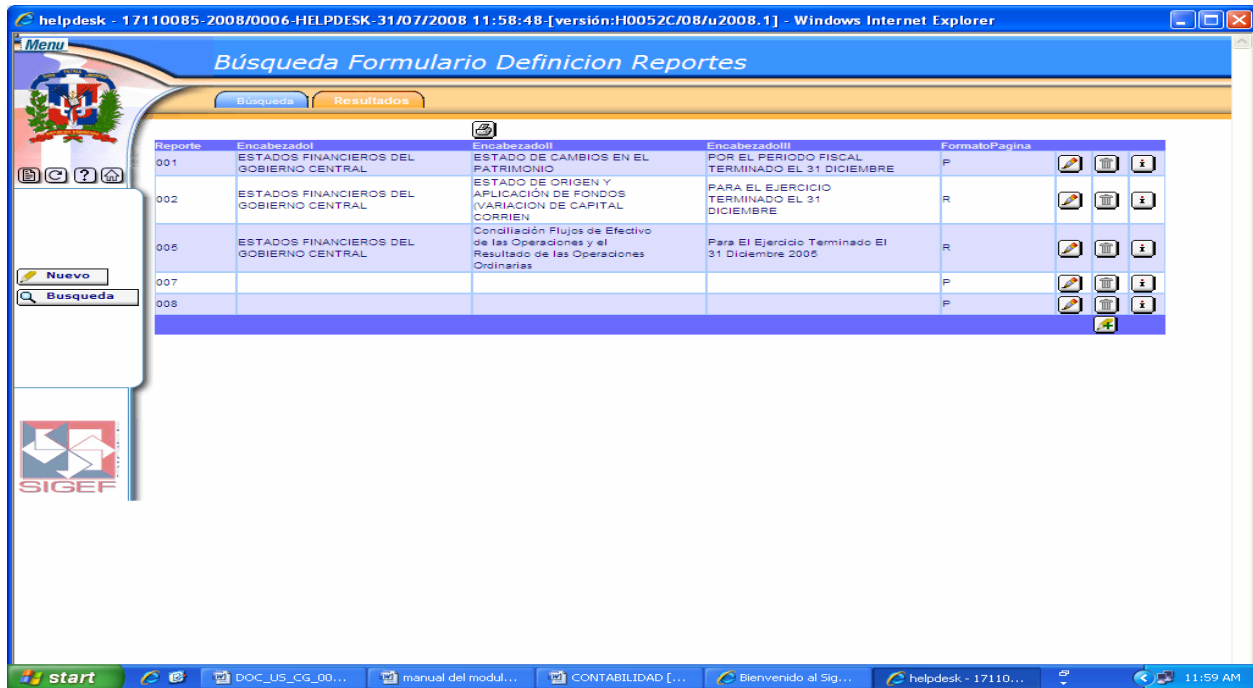 helpdesk - 17110085-2008/0006-HELPDESK-31/07/2008 11:58:48-[versión:H0052C/08/u2008.1] - Windows Internet Explorer
Menu
Búsqueda Formulario Definicion Reportes
Búsqueda
Resultados
Reporte
EncabezadoI
EncabezadoII
EncabezadoIII
FormatoPagina
001
ESTADOS FINANCIEROS DEL
GOBIERNO CENTRAL
ESTADO DE CAMBIOS EN EL
PATRIMONIO
POR EL PERIODO FISCAL
TERMINADO EL 31 DICIEMBRE
P
002
ESTADOS FINANCIEROS DEL
GOBIERNO CENTRAL
ESTADO DE ORIGEN Y
APLICACIÓN DE FONDOS
(VARIACION DE CAPITAL
CORRIEN
PARA EL EJERCICIO
TERMINADO EL 31
DICIEMBRE
R
005
ESTADOS FINANCIEROS DEL
GOBIERNO CENTRAL
Conciliación Flujos de Efectivo
de las Operaciones y el
Resultado de las Operaciones
Ordinarias
Para El Ejercicio Terminado El
31 Diciembre 2005
R
007
P
008
P
Nuevo
Busqueda
SIGEF
start
DOC_US_CG_00...
manual del modul...
CONTABILIDAD [...
Bienvenido al Sig...
helpdesk - 17110...
11:59 AM